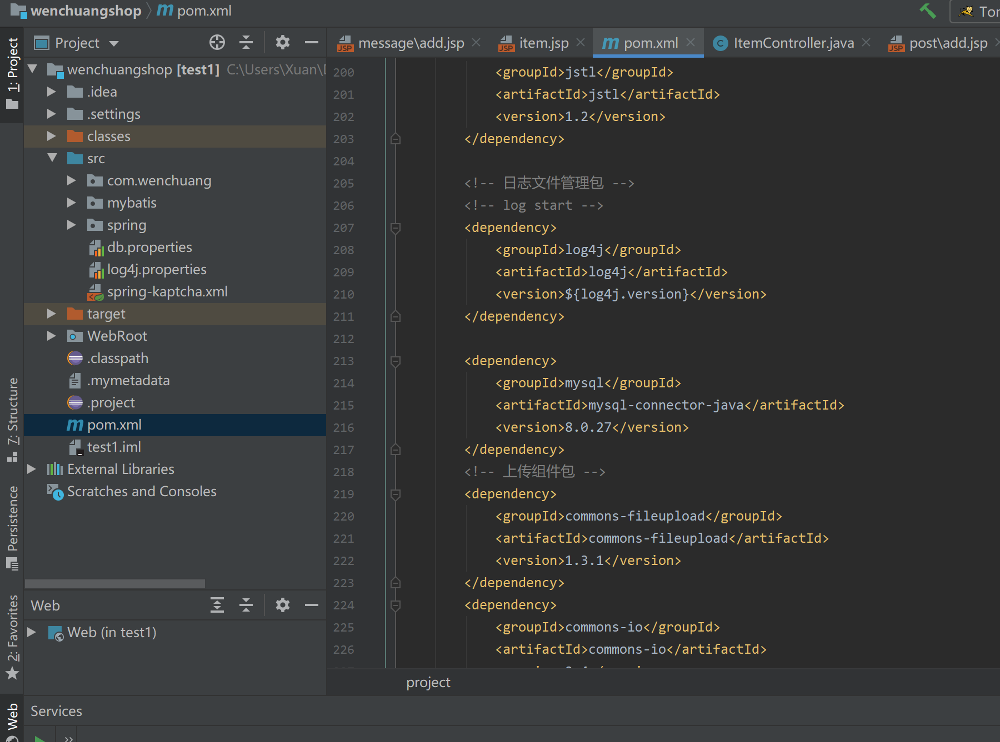 wenchuangshop
pom.xml
Tor
1: Project
Project
message\add.jsp
item.jsp
pom.xml
ItemController.java
post\add.jsp
wenchuangshop [test1] C:\Users\Xuan\
.idea
.settings
classes
src
com.wenchuang
mybatis
spring
db.properties
log4j.properties
spring-kaptcha.xml
target
WebRoot
.classpath
.mymetadata
.project
pom.xml
test1.iml
External Libraries
Scratches and Consoles
7: Structure
Persistence
2: Favorites
Web
Web
Web (in test1)
200 <groupId>jstl</groupId>
201 <artifactId>jstl</artifactId>
202 <version>1.2</version>
203 </dependency>
204
205 <!-- 日志文件管理包 -->
206 <!-- log start -->
207 <dependency>
208 <groupId>log4j</groupId>
209 <artifactId>log4j</artifactId>
210 <version>${log4j.version}</version>
211 </dependency>
212
213 <dependency>
214 <groupId>mysql</groupId>
215 <artifactId>mysql-connector-java</artifactId>
216 <version>8.0.27</version>
217 </dependency>
218 <!-- 上传组件包 -->
219 <dependency>
220 <groupId>commons-fileupload</groupId>
221 <artifactId>commons-fileupload</artifactId>
222 <version>1.3.1</version>
223 </dependency>
224 <dependency>
225 <groupId>commons-io</groupId>
226 <artifactId>commons-io</artifactId>
project
Services